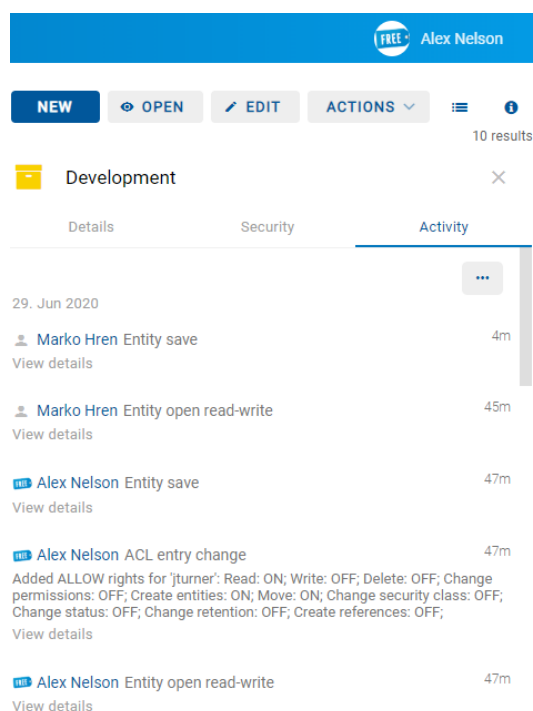 FREE Alex Nelson
NEW OPEN EDIT ACTIONS
10 results
Development
Details Security Activity
...
29. Jun 2020
Marko Hren Entity save 4m
View details
Marko Hren Entity open read-write 45m
View details
FREE Alex Nelson Entity save 47m
View details
FREE Alex Nelson ACL entry change 47m
Added ALLOW rights for 'jturner': Read: ON; Write: OFF; Delete: OFF; Change
permissions: OFF; Create entities: ON; Move: ON; Change security class: OFF;
Change status: OFF; Change retention: OFF; Create references: OFF;
View details
FREE Alex Nelson Entity open read-write 47m
View details